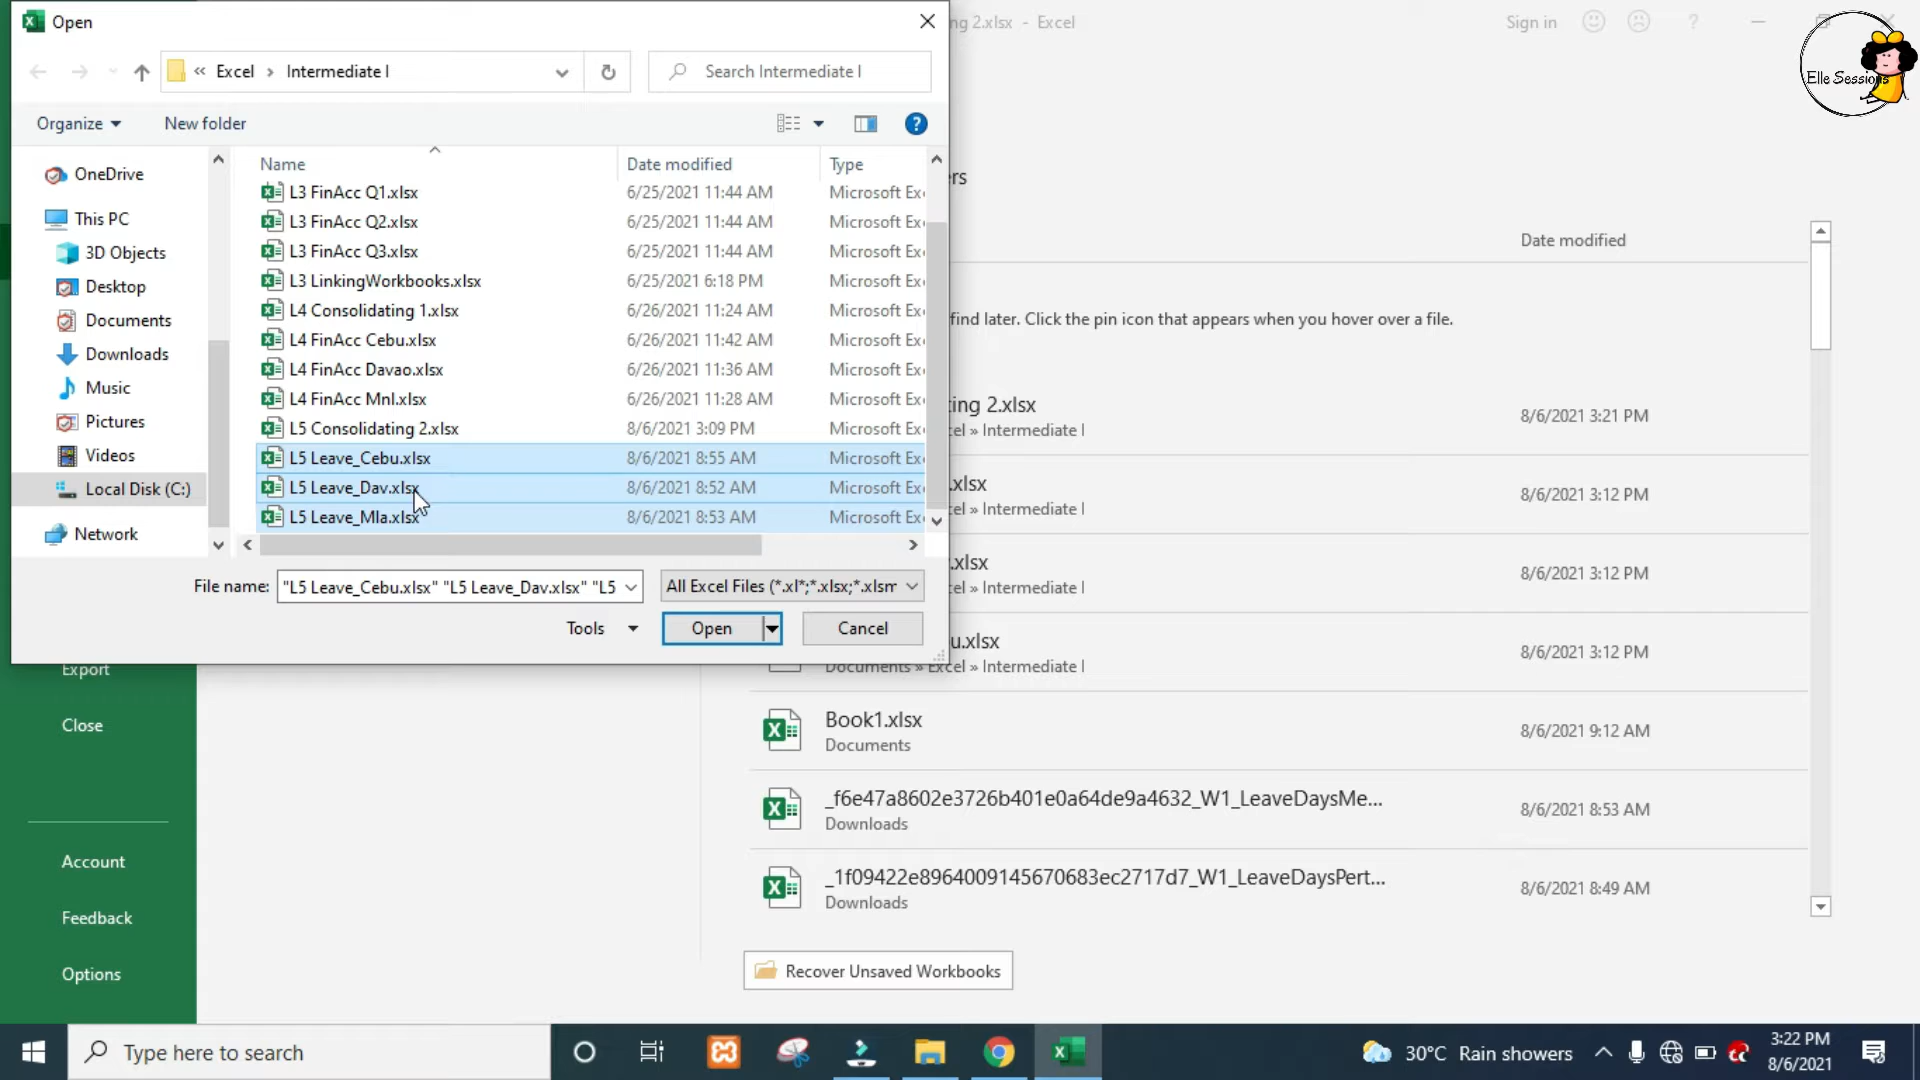 Open
ng 2.xlsx - Excel
Sign in
?
Elle Sessions
« Excel › Intermediate I
Search Intermediate I
Organize
New folder
?
Name Date modified Type
OneDrive
This PC
3D Objects
Desktop
Documents
Downloads
Music
Pictures
Videos
Local Disk (C:)
Network
L3 FinAcc Q1.xlsx 6/25/2021 11:44 AM Microsoft Ex
L3 FinAcc Q2.xlsx 6/25/2021 11:44 AM Microsoft Ex
L3 FinAcc Q3.xlsx 6/25/2021 11:44 AM Microsoft Ex
L3 LinkingWorkbooks.xlsx 6/25/2021 6:18 PM Microsoft Ex
L4 Consolidating 1.xlsx 6/26/2021 11:24 AM Microsoft Ex
L4 FinAcc Cebu.xlsx 6/26/2021 11:42 AM Microsoft Ex
L4 FinAcc Davao.xlsx 6/26/2021 11:36 AM Microsoft Ex
L4 FinAcc Mnl.xlsx 6/26/2021 11:28 AM Microsoft Ex
L5 Consolidating 2.xlsx 8/6/2021 3:09 PM Microsoft Ex
L5 Leave_Cebu.xlsx 8/6/2021 8:55 AM Microsoft Ex
L5 Leave_Dav.xlsx 8/6/2021 8:52 AM Microsoft Ex
L5 Leave_Mla.xlsx 8/6/2021 8:53 AM Microsoft Ex
File name: "L5 Leave_Cebu.xlsx" "L5 Leave_Dav.xlsx" "L5
All Excel Files (*.xl*;*.xlsx;*.xlsm
Tools
Open
Cancel
ers
Date modified
find later. Click the pin icon that appears when you hover over a file.
ting 2.xlsx
cel » Intermediate I
8/6/2021 3:21 PM
.xlsx
cel » Intermediate I
8/6/2021 3:12 PM
.xlsx
cel » Intermediate I
8/6/2021 3:12 PM
u.xlsx
Documents » Excel » Intermediate I
8/6/2021 3:12 PM
Book1.xlsx
Documents
8/6/2021 9:12 AM
_f6e47a8602e3726b401e0a64de9a4632_W1_LeaveDaysMe...
Downloads
8/6/2021 8:53 AM
_1f09422e8964009145670683ec2717d7_W1_LeaveDaysPert...
Downloads
8/6/2021 8:49 AM
Recover Unsaved Workbooks
Export
Close
Account
Feedback
Options
Type here to search
30°C Rain showers
3:22 PM
8/6/2021